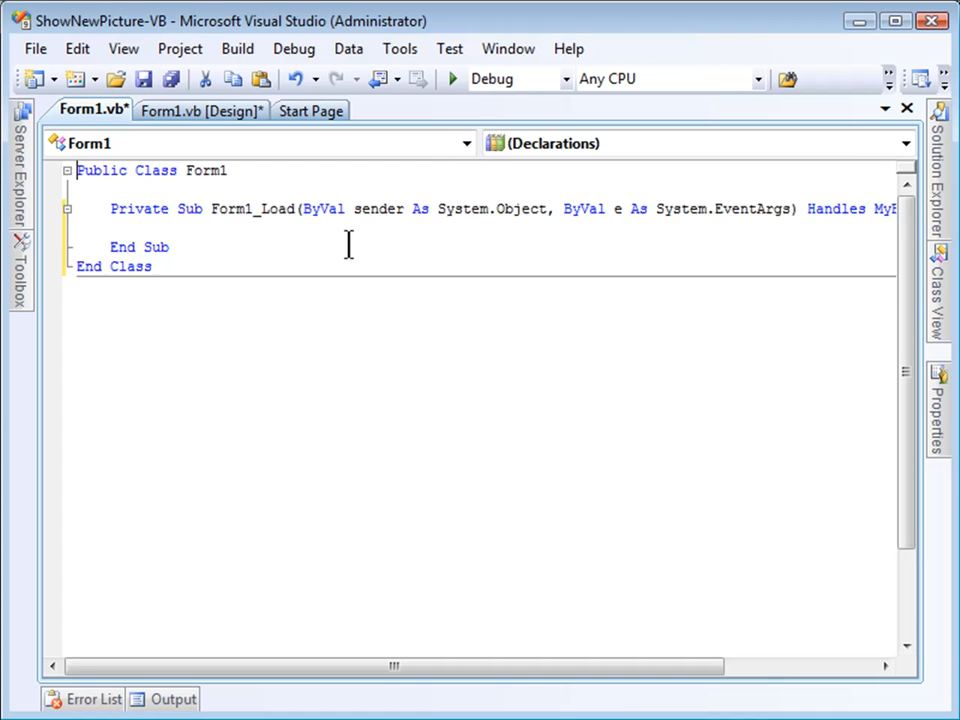 ShowNewPicture-VB - Microsoft Visual Studio (Administrator)
File Edit View Project Build Debug Data Tools Test Window Help
Debug Any CPU
Form1.vb* Form1.vb [Design]* Start Page
Form1 (Declarations)
Public Class Form1
Private Sub Form1_Load(ByVal sender As System.Object, ByVal e As System.EventArgs) Handles MyB
End Sub
End Class
Server Explorer
Toolbox
Solution Explorer
Class View
Properties
Error List Output